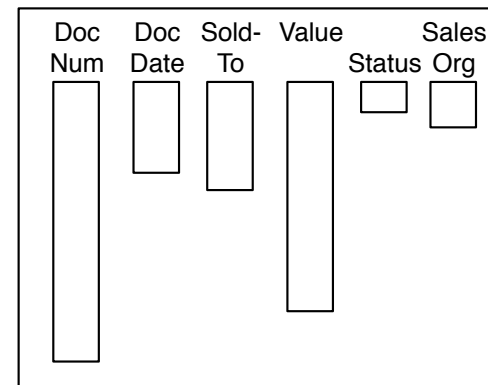 Doc Doc Sold- Value Sales
Num Date To Status Org